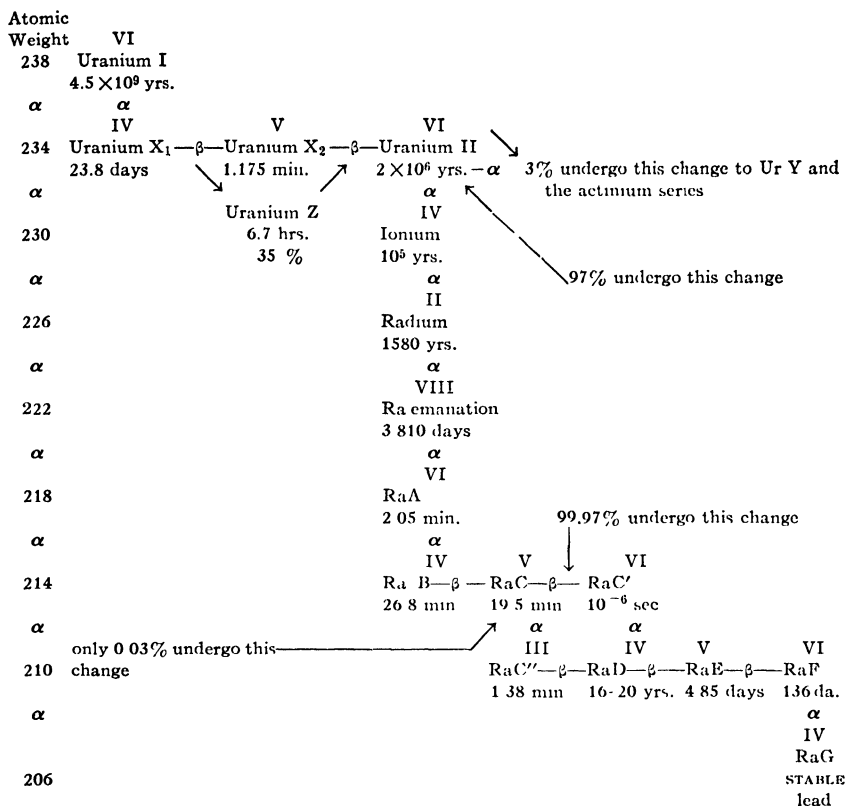 Atomic
Weight VI
238 Uranium I
4.5 ×10⁹ yrs.
α α
IV V VI
234 Uranium X₁—β—Uranium X₂—β—Uranium II
23.8 days 1.175 min. 2 ×10⁶ yrs.–α 3% undergo this change to Ur Y and
α α the actinium series
Uranium Z IV
230 6.7 hrs. Ionium
35 % 10⁵ yrs.
α α 97% undergo this change
II
226 Radium
1580 yrs.
α α
VIII
222 Ra emanation
3 810 days
α α
VI
218 RaA
2 05 min. 99.97% undergo this change
α α
IV V VI
214 Ra B—β—RaC—β—RaC′
26 8 min 19 5 min 10⁻⁶ sec
α α α
only 0 03% undergo this III IV V VI
210 change RaC″—β—RaD—β—RaE—β—RaF
1 38 min 16-20 yrs. 4 85 days 136 da.
α α
IV
RaG
206 STABLE
lead